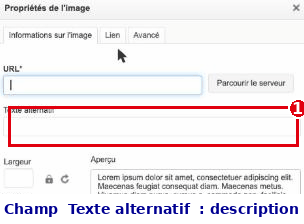 Propriétés de l'image
Informations sur l'image Lien Avancé
URL*
Parcourir le serveur
Texte alternatif
1
Largeur Aperçu
Lorem ipsum dolor sit amet, consectetuer adipiscing elit.
Maecenas feugiat consequat diam. Maecenas metus.
Champ Texte alternatif : description